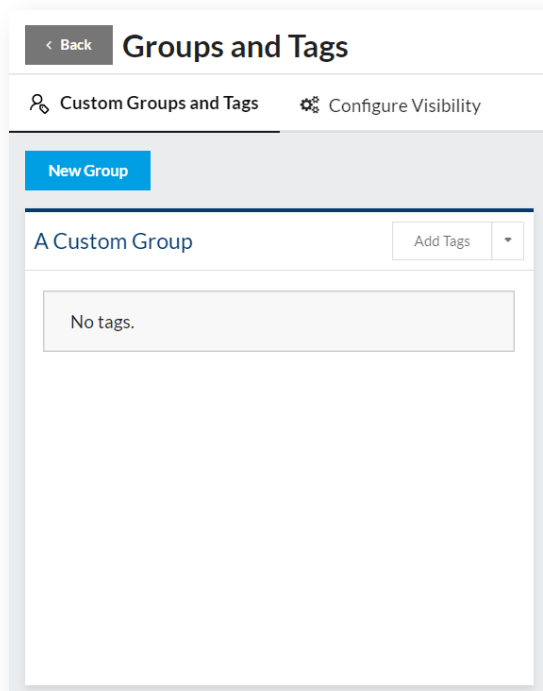 Back
Groups and Tags
Custom Groups and Tags
Configure Visibility
New Group
A Custom Group
Add Tags
No tags.